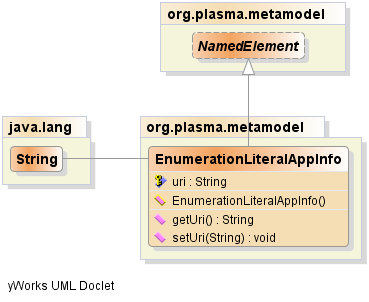 org.plasma.metamodel
NamedElement
java.lang
String
org.plasma.metamodel
EnumerationLiteralAppInfo
uri : String
EnumerationLiteralAppInfo()
getUri() : String
setUri(String) : void
yWorks UML Doclet